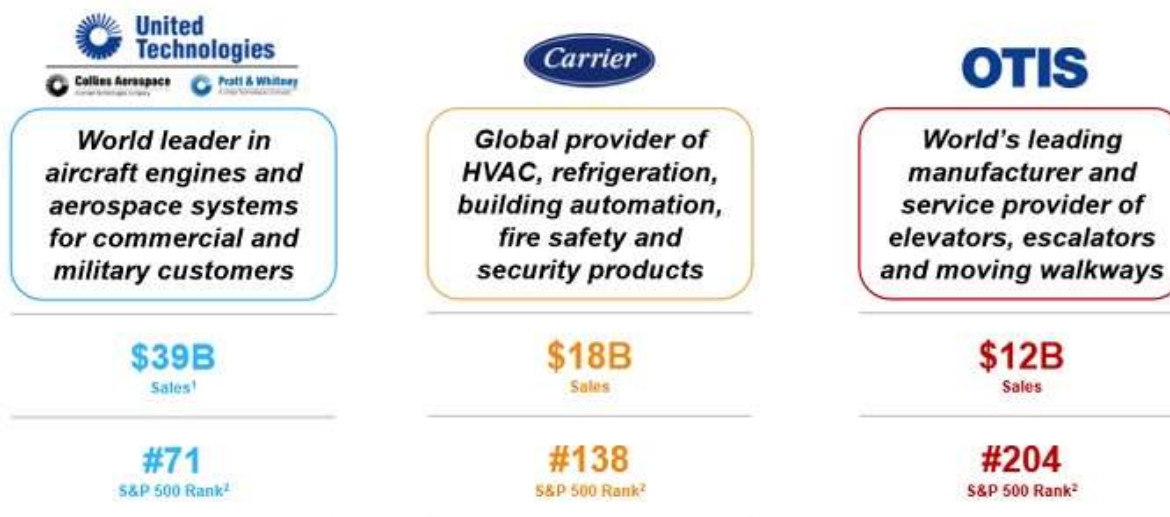 United
Technologies
Collins Aerospace
Pratt & Whitney
World leader in
aircraft engines and
aerospace systems
for commercial and
military customers
$39B
Sales¹
#71
S&P 500 Rank²
Carrier
Global provider of
HVAC, refrigeration,
building automation,
fire safety and
security products
$18B
Sales
#138
S&P 500 Rank²
OTIS
World's leading
manufacturer and
service provider of
elevators, escalators
and moving walkways
$12B
Sales
#204
S&P 500 Rank²